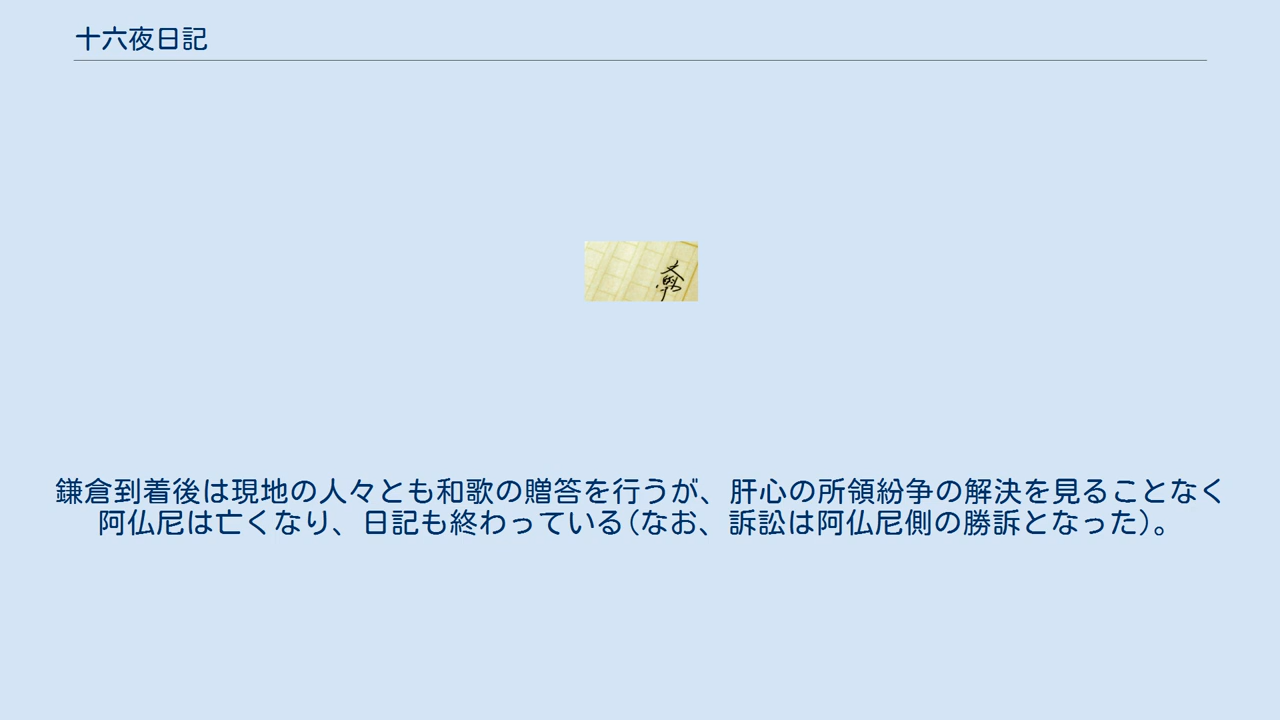 十六夜日記
鎌倉到着後は現地の人々とも和歌の贈答を行うが、肝心の所領紛争の解決を見ることなく
阿仏尼は亡くなり、日記も終わっている(なお、訴訟は阿仏尼側の勝訴となった)。